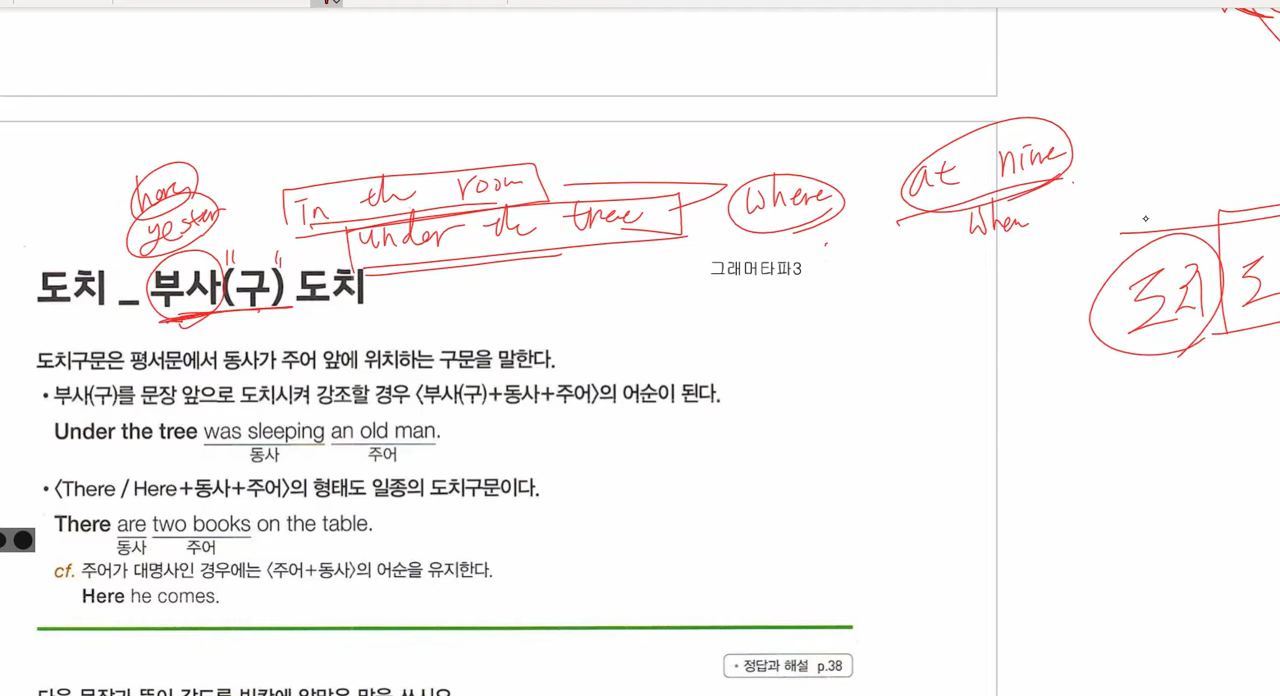 at nine
here
In the room
where
yester
under the tree
when
그래머타파3
도치 _ 부사(구) 도치
도치
도치구문은 평서문에서 동사가 주어 앞에 위치하는 구문을 말한다.
• 부사(구)를 문장 앞으로 도치시켜 강조할 경우 〈부사(구)+동사+주어〉의 어순이 된다.
Under the tree was sleeping an old man.
동사 주어
• 〈There / Here+동사+주어〉의 형태도 일종의 도치구문이다.
There are two books on the table.
동사 주어
cf. 주어가 대명사인 경우에는 〈주어+동사〉의 어순을 유지한다.
Here he comes.
• 정답과 해설 p.38